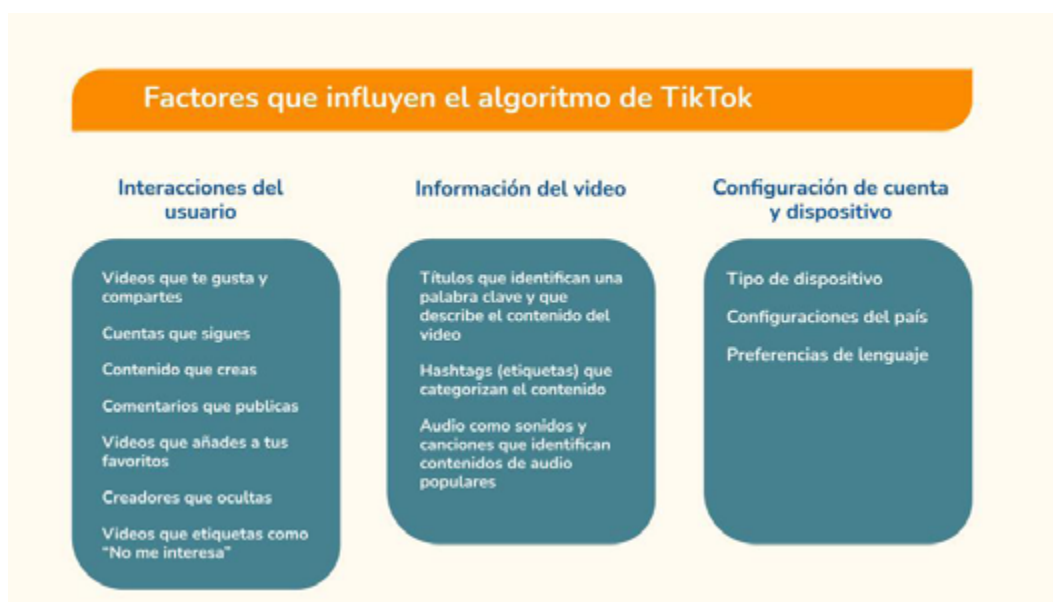 Factores que influyen el algoritmo de TikTok
Interacciones del
usuario
Videos que te gusta y
compartes
Cuentas que sigues
Contenido que creas
Comentarios que publicas
Videos que añades a tus
favoritos
Creadores que ocultas
Videos que etiquetas como
“No me interesa”
Información del video
Títulos que identifican una
palabra clave y que
describe el contenido del
video
Hashtags (etiquetas) que
categorizan el contenido
Audio como sonidos y
canciones que identifican
contenidos de audio
populares
Configuración de cuenta
y dispositivo
Tipo de dispositivo
Configuraciones del país
Preferencias de lenguaje